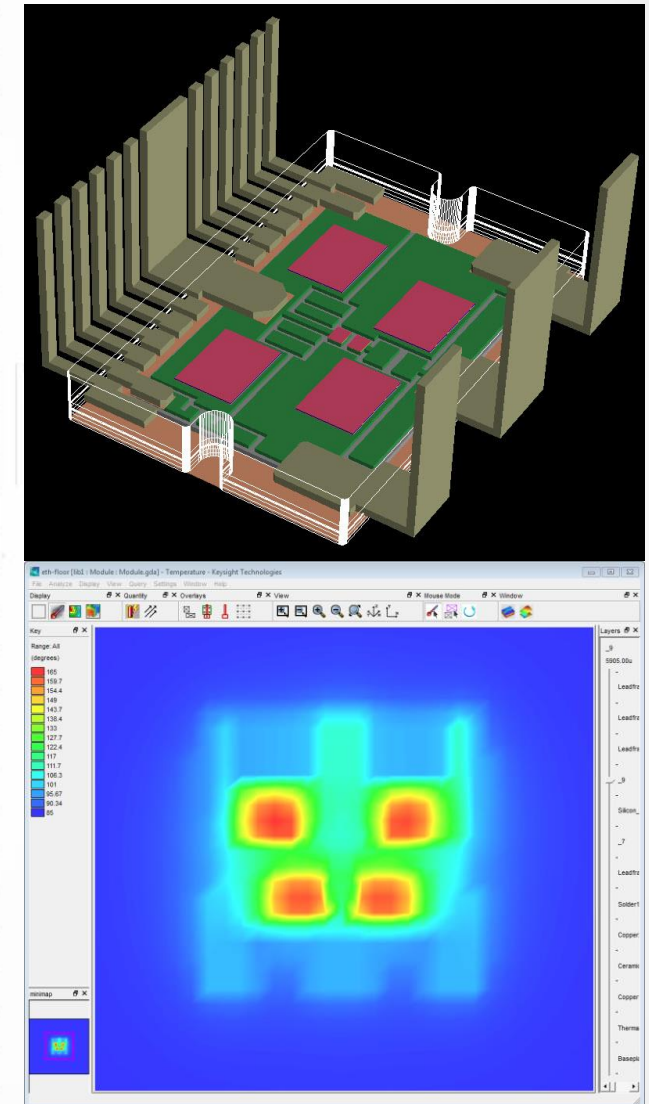 eth-floor [lib1 : Module : Module.gda] - Temperature - Keysight Technologies
File Analyze Display View Query Settings Window Help
Display Quantity Overlays View Mouse Mode Window
Key
Range: All
(degrees)
165
159.7
154.4
149
143.7
138.4
133
127.7
122.4
117
111.7
106.3
101
95.67
90.34
85
minimap
Layers
_9
5905.00u
Leadfra
Leadfra
Leadfra
_9
Silicon_
_7
Leadfra
Solder1
Copper
Cerami
Copper
Therma
Basepla